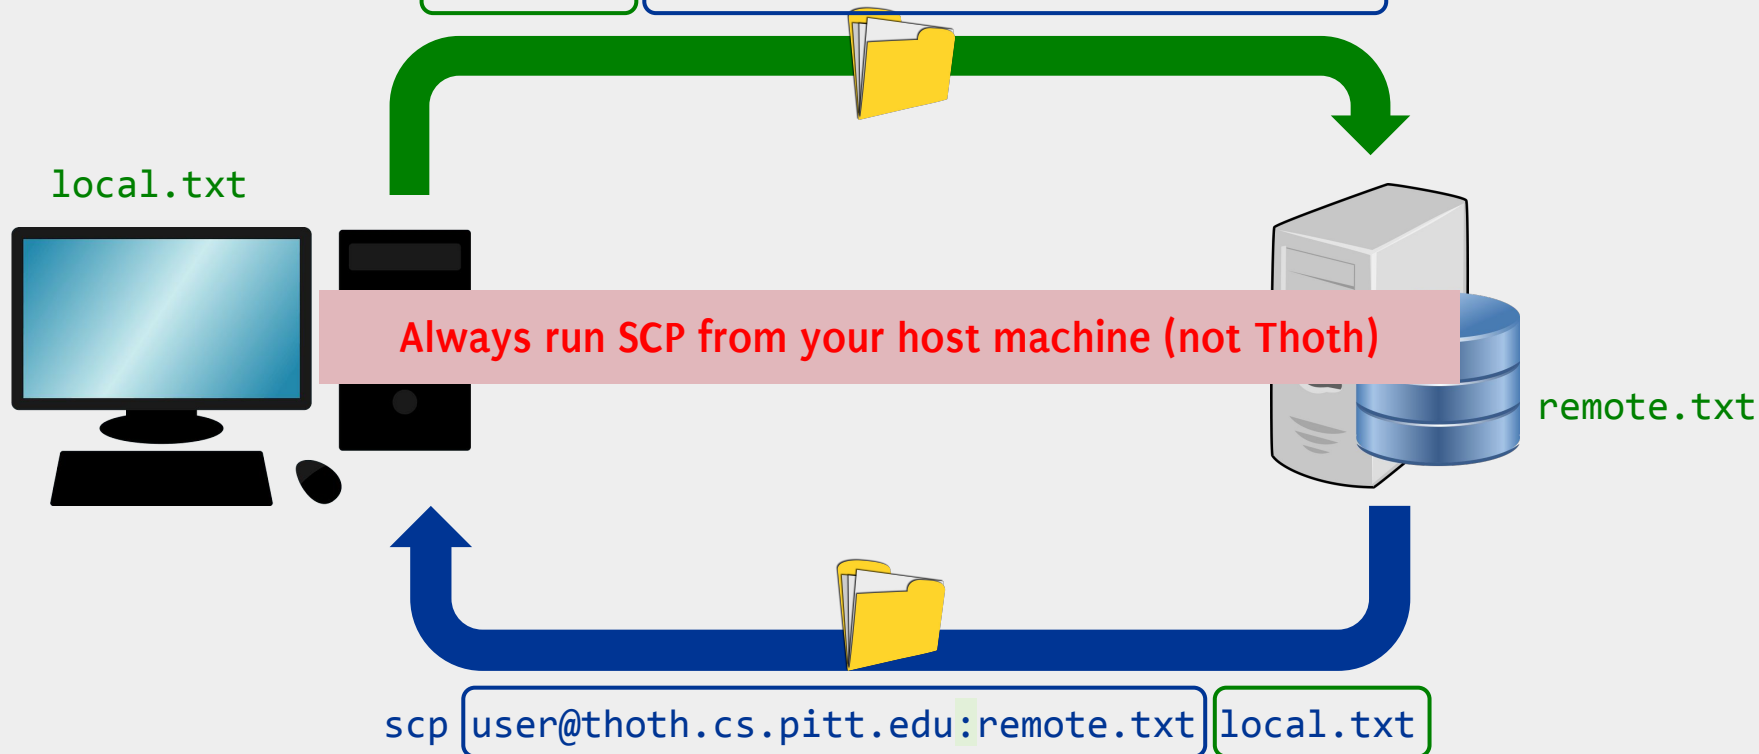 local.txt
Always run SCP from your host machine (not Thoth)
remote.txt
scp user@thoth.cs.pitt.edu:remote.txt local.txt